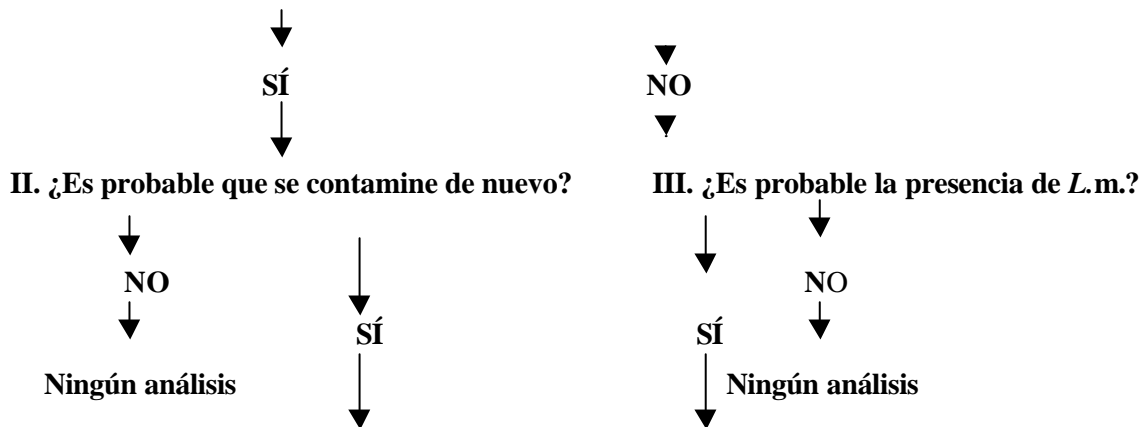 SÍ
NO
II. ¿Es probable que se contamine de nuevo?
III. ¿Es probable la presencia de L.m.?
NO
NO
SÍ
SÍ
Ningún análisis
Ningún análisis